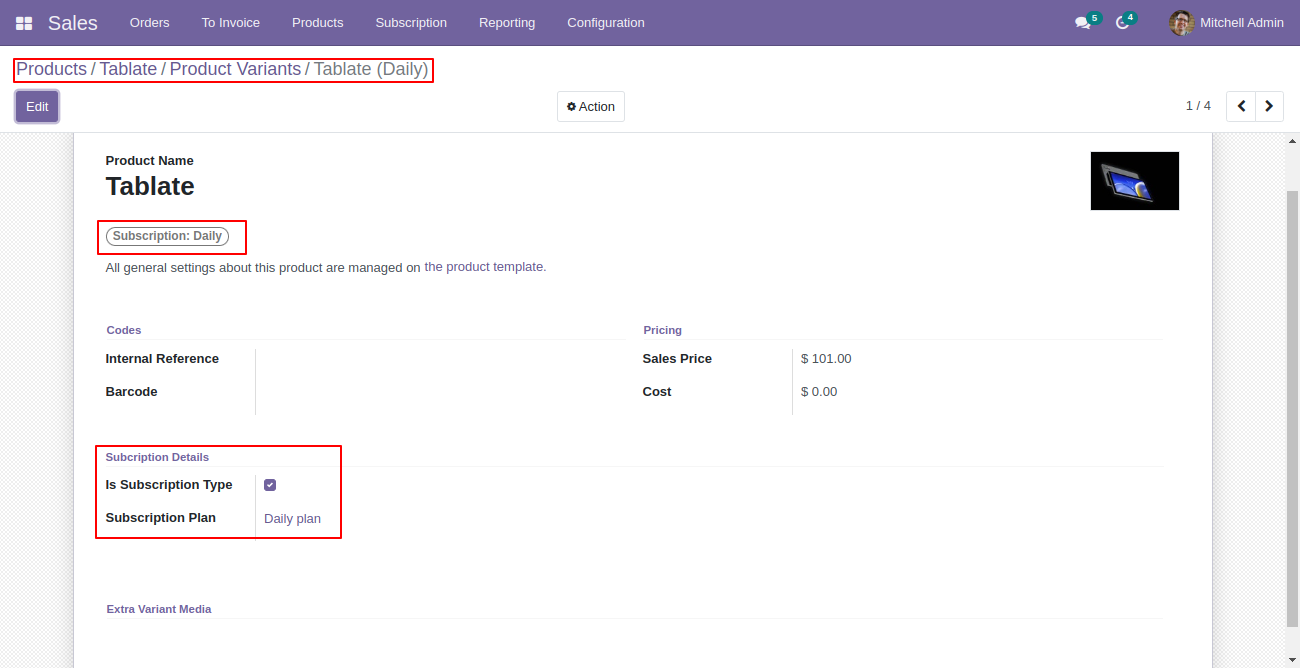 Sales Orders To Invoice Products Subscription Reporting Configuration 5 4 Mitchell Admin
Products / Tablate / Product Variants / Tablate (Daily)
Edit Action 1 / 4
Product Name
Tablate
Subscription: Daily
All general settings about this product are managed on the product template.
Codes Pricing
Internal Reference Sales Price $ 101.00
Barcode Cost $ 0.00
Subcription Details
Is Subscription Type
Subscription Plan Daily plan
Extra Variant Media